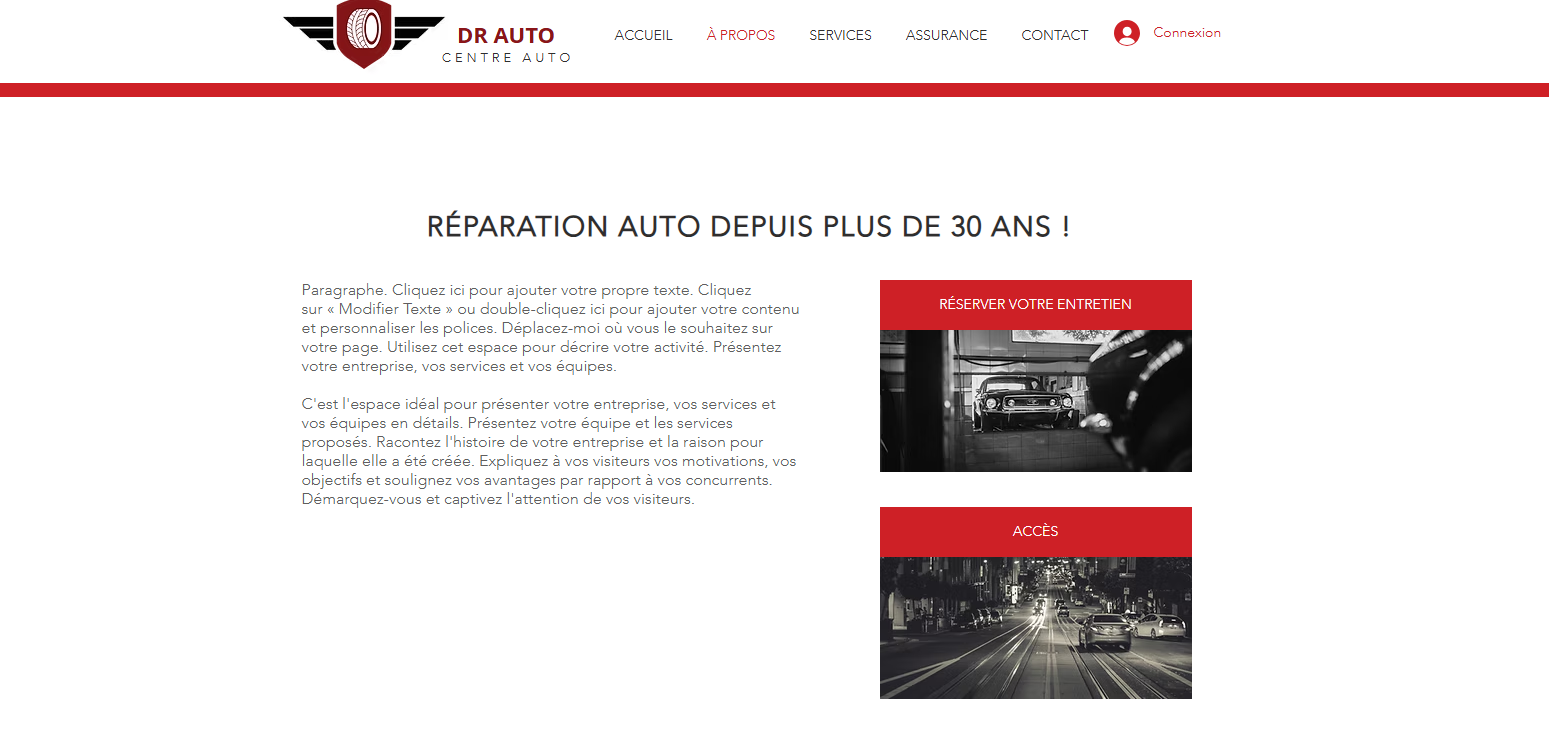 DR AUTO
CENTRE AUTO
ACCUEIL
À PROPOS
SERVICES
ASSURANCE
CONTACT
Connexion
RÉPARATION AUTO DEPUIS PLUS DE 30 ANS !
Paragraphe. Cliquez ici pour ajouter votre propre texte. Cliquez
sur « Modifier Texte » ou double-cliquez ici pour ajouter votre contenu
et personnaliser les polices. Déplacez-moi où vous le souhaitez sur
votre page. Utilisez cet espace pour décrire votre activité. Présentez
votre entreprise, vos services et vos équipes.
C'est l'espace idéal pour présenter votre entreprise, vos services et
vos équipes en détails. Présentez votre équipe et les services
proposés. Racontez l'histoire de votre entreprise et la raison pour
laquelle elle a été créée. Expliquez à vos visiteurs vos motivations, vos
objectifs et soulignez vos avantages par rapport à vos concurrents.
Démarquez-vous et captivez l'attention de vos visiteurs.
RÉSERVER VOTRE ENTRETIEN
ACCÈS